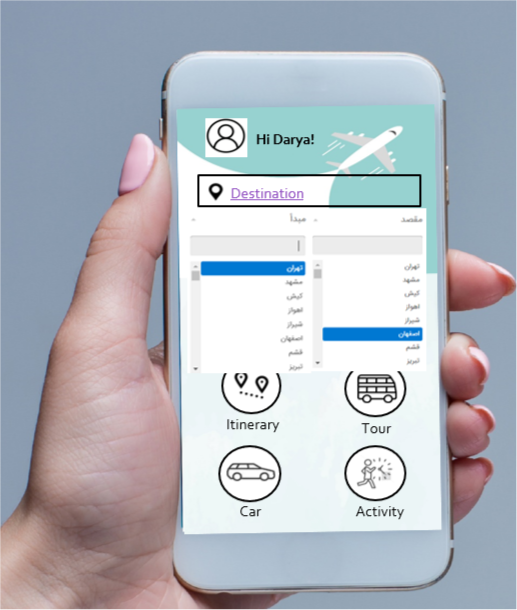 Hi Darya!
Destination
مبدأ
مقصد
تهران
مشهد
کیش
اهواز
شیراز
اصفهان
قشم
تبریز
تهران
مشهد
کیش
اهواز
شیراز
اصفهان
قشم
تبریز
Itinerary
Tour
Car
Activity